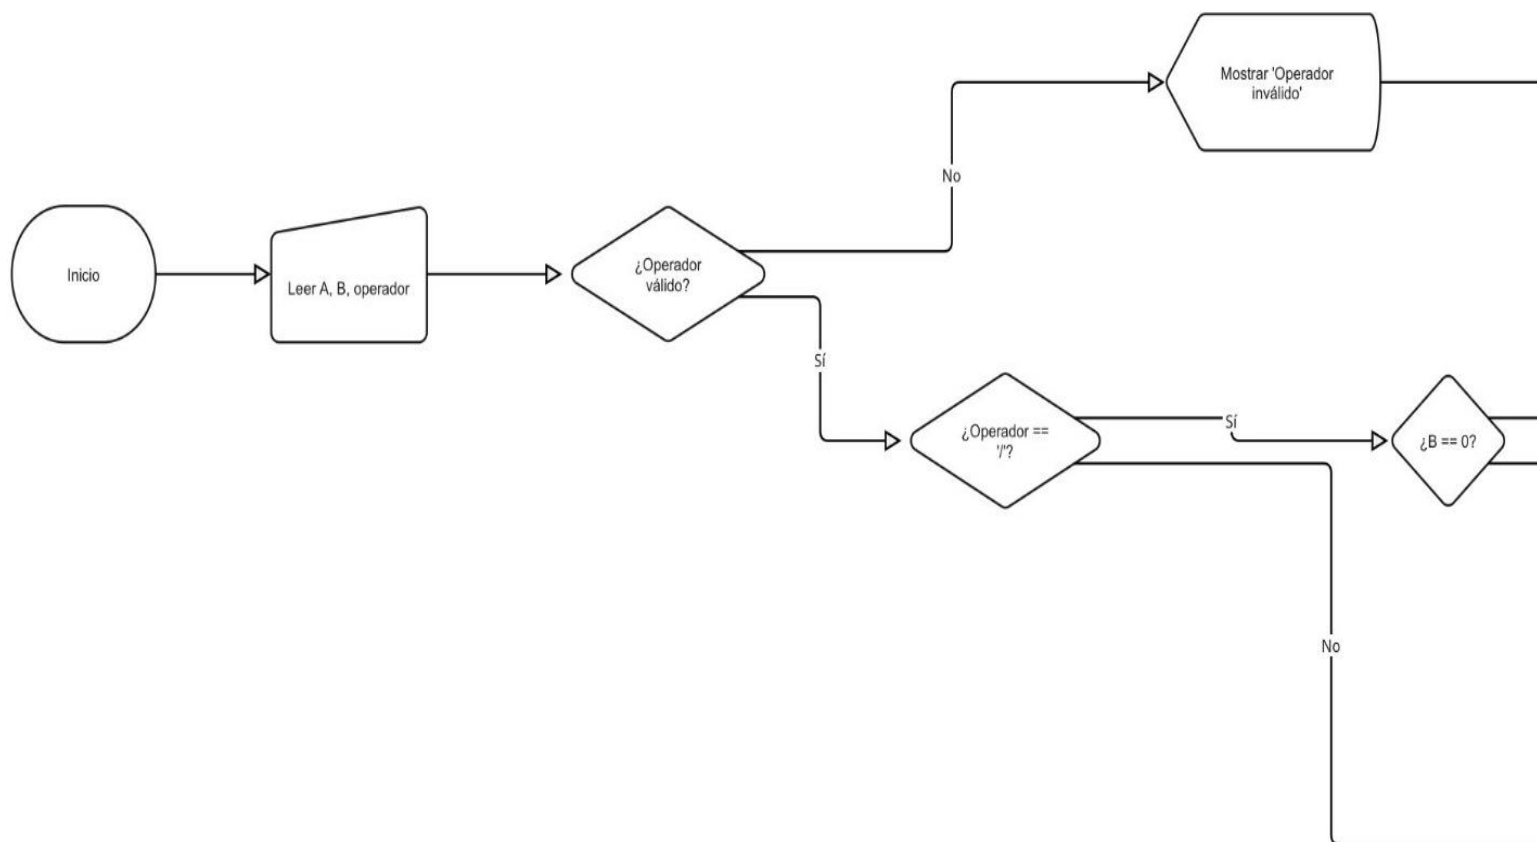 Mostrar 'Operador
inválido'
No
Inicio
Leer A, B, operador
¿Operador
válido?
Sí
¿Operador ==
'/'?
Sí
¿B == 0?
No